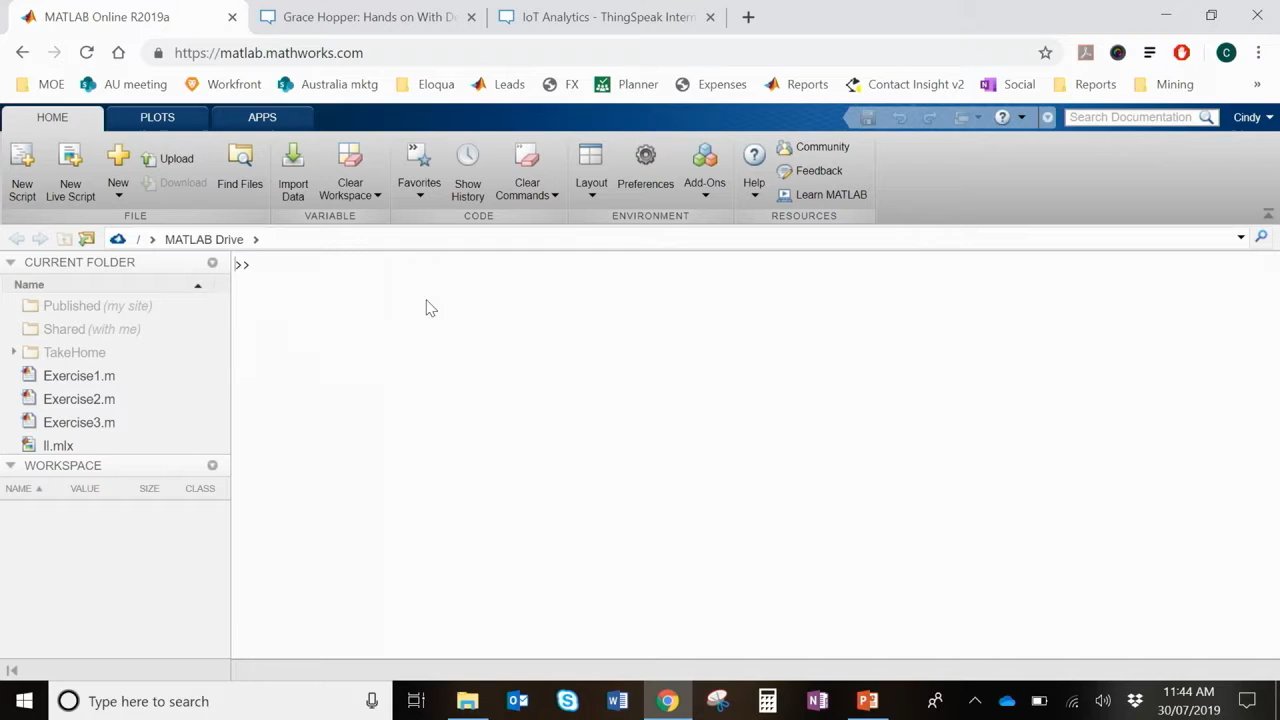 MATLAB Online R2019a
Grace Hopper: Hands on With De
IoT Analytics - ThingSpeak Intern
https://matlab.mathworks.com
C
MOE
AU meeting
Workfront
Australia mktg
Eloqua
Leads
FX
Planner
Expenses
Reports
Contact Insight v2
Social
Reports
Mining
»
HOME
PLOTS
APPS
Search Documentation
Cindy
New Script
New Live Script
New
Upload
Download
Find Files
Import Data
Clear Workspace
Favorites
Show History
Clear Commands
Layout
Preferences
Add-Ons
Help
Community
Feedback
Learn MATLAB
FILE
VARIABLE
CODE
ENVIRONMENT
RESOURCES
/ MATLAB Drive
CURRENT FOLDER
Name
Published (my site)
Shared (with me)
TakeHome
Exercise1.m
Exercise2.m
Exercise3.m
ll.mlx
WORKSPACE
NAME VALUE SIZE CLASS
>>
Type here to search
11:44 AM
30/07/2019